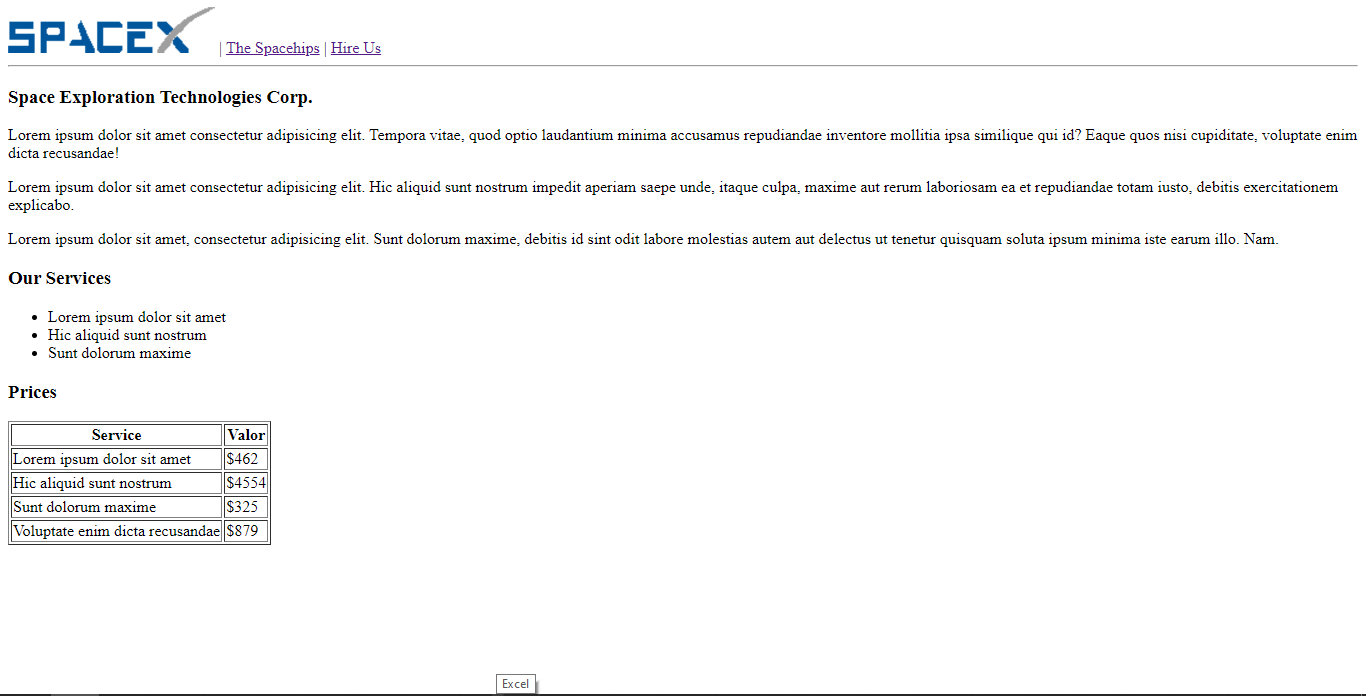 SPACEX | The Spacehips | Hire Us
Space Exploration Technologies Corp.
Lorem ipsum dolor sit amet consectetur adipisicing elit. Tempora vitae, quod optio laudantium minima accusamus repudiandae inventore mollitia ipsa similique qui id? Eaque quos nisi cupiditate, voluptate enim
dicta recusandae!
Lorem ipsum dolor sit amet consectetur adipisicing elit. Hic aliquid sunt nostrum impedit aperiam saepe unde, itaque culpa, maxime aut rerum laboriosam ea et repudiandae totam iusto, debitis exercitationem
explicabo.
Lorem ipsum dolor sit amet, consectetur adipisicing elit. Sunt dolorum maxime, debitis id sint odit labore molestias autem aut delectus ut tenetur quisquam soluta ipsum minima iste earum illo. Nam.
Our Services
• Lorem ipsum dolor sit amet
• Hic aliquid sunt nostrum
• Sunt dolorum maxime
Prices
Service Valor
Lorem ipsum dolor sit amet $462
Hic aliquid sunt nostrum $4554
Sunt dolorum maxime $325
Voluptate enim dicta recusandae $879
Excel